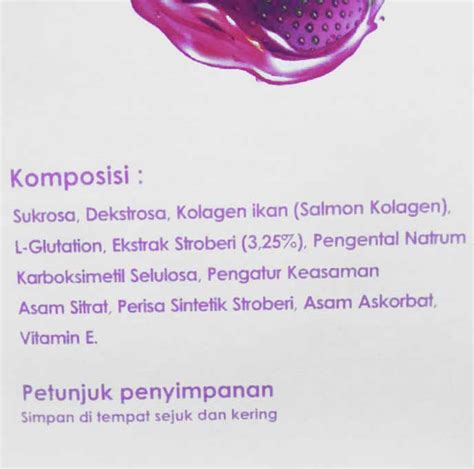 Komposisi :
Sukrosa, Dekstrosa, Kolagen ikan (Salmon Kolagen),
L-Glutation, Ekstrak Stroberi (3,25%), Pengental Natrum
Karboksimetil Selulosa, Pengatur Keasaman
Asam Sitrat, Perisa Sintetik Stroberi, Asam Askorbat,
Vitamin E.
Petunjuk penyimpanan
Simpan di tempat sejuk dan kering